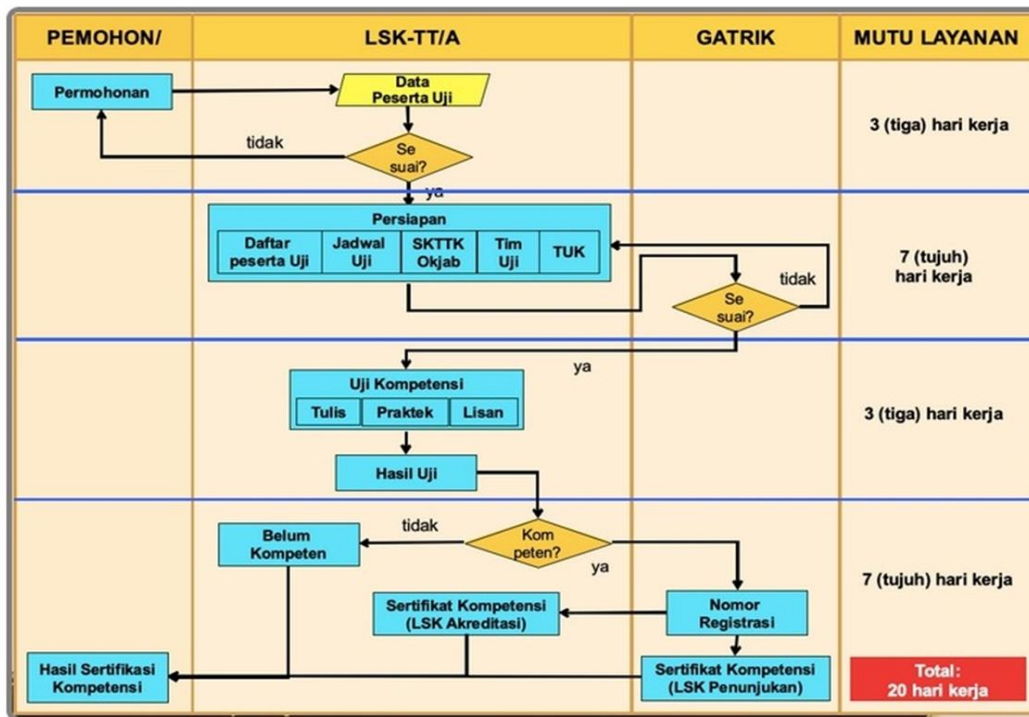 PEMOHON/
LSK-TT/A
GATRIK
MUTU LAYANAN
Permohonan
Data
Peserta Uji
3 (tiga) hari kerja
tidak
Se
suai?
ya
Persiapan
Daftar
peserta Uji
Jadwal
Uji
SKTTK
Okjab
Tim
Uji
TUK
7 (tujuh)
hari kerja
tidak
Se
suai?
ya
Uji Kompetensi
Tulis
Praktek
Lisan
3 (tiga) hari kerja
Hasil Uji
tidak
Belum
Kompeten
Kom
peten?
ya
7 (tujuh) hari kerja
Sertifikat Kompetensi
(LSK Akreditasi)
Nomor
Registrasi
Hasil Sertifikasi
Kompetensi
Sertifikat Kompetensi
(LSK Penunjukan)
Total:
20 hari kerja